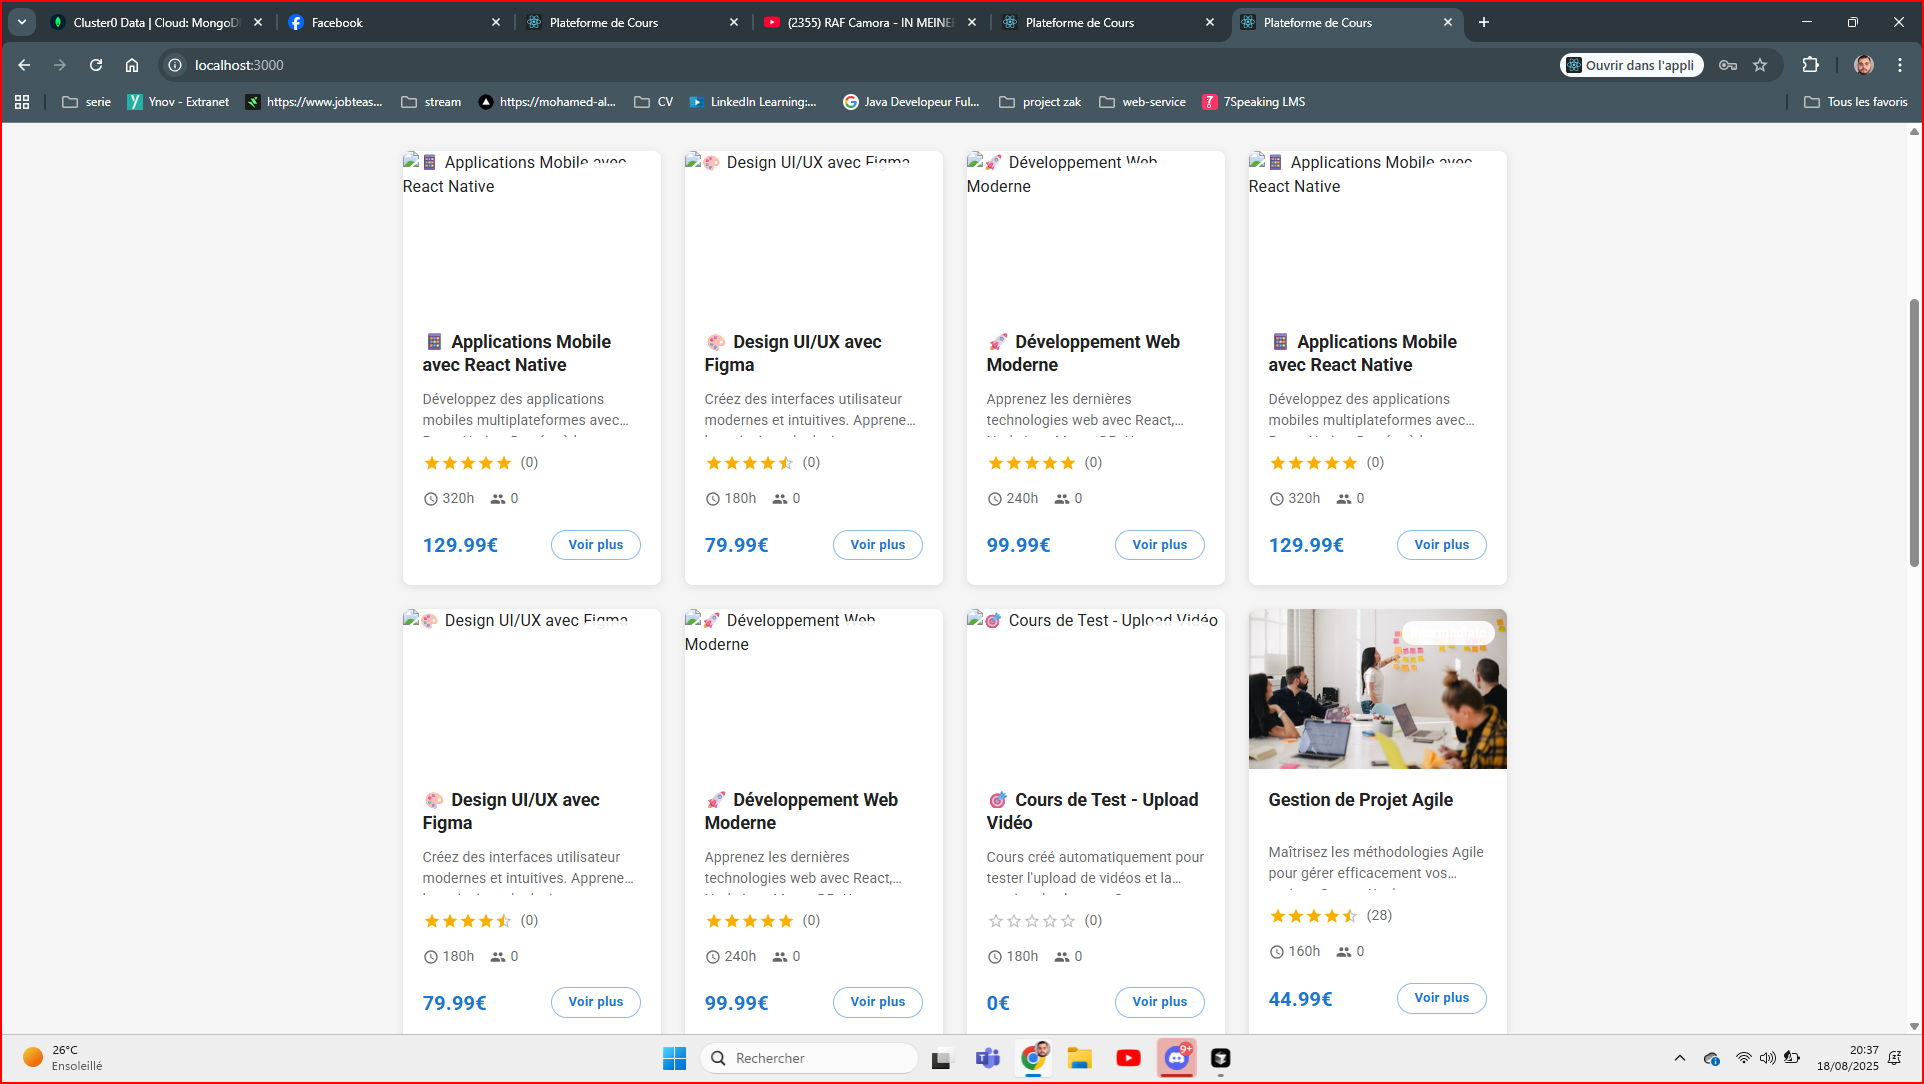 Cluster0 Data | Cloud: MongoD
Facebook
Plateforme de Cours
(2355) RAF Camora - IN MEINE
Plateforme de Cours
Plateforme de Cours
localhost:3000
Ouvrir dans l'appli
serie
Ynov - Extranet
https://www.jobteas...
stream
https://mohamed-al...
CV
LinkedIn Learning:...
Java Developeur Ful...
project zak
web-service
7Speaking LMS
Tous les favoris
Applications Mobile avec
React Native
Design UI/UX avec Figma
Développement Web
Moderne
Applications Mobile avec
React Native
Applications Mobile
avec React Native
Développez des applications
mobiles multiplateformes avec...
(0)
320h
0
129.99€
Voir plus
Design UI/UX avec
Figma
Créez des interfaces utilisateur
modernes et intuitives. Apprene...
(0)
180h
0
79.99€
Voir plus
Développement Web
Moderne
Apprenez les dernières
technologies web avec React,...
(0)
240h
0
99.99€
Voir plus
Applications Mobile
avec React Native
Développez des applications
mobiles multiplateformes avec...
(0)
320h
0
129.99€
Voir plus
Design UI/UX avec Figma
Développement Web
Moderne
Cours de Test - Upload Vidéo
Design UI/UX avec
Figma
Créez des interfaces utilisateur
modernes et intuitives. Apprene...
(0)
180h
0
79.99€
Voir plus
Développement Web
Moderne
Apprenez les dernières
technologies web avec React,...
(0)
240h
0
99.99€
Voir plus
Cours de Test - Upload
Vidéo
Cours créé automatiquement pour
tester l'upload de vidéos et la...
(0)
180h
0
0€
Voir plus
Gestion de Projet Agile
Maîtrisez les méthodologies Agile
pour gérer efficacement vos...
(28)
160h
0
44.99€
Voir plus
26°C
Ensoleillé
Rechercher
9+
20:37
18/08/2025